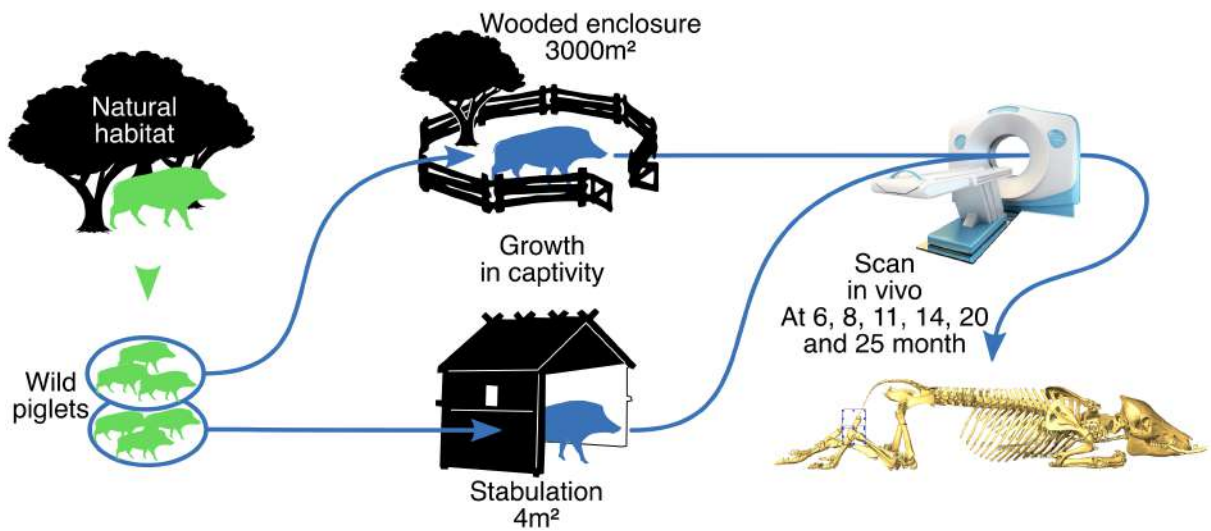 Wooded enclosure
3000m²
Natural
habitat
Growth
in captivity
Scan
in vivo
At 6, 8, 11, 14, 20
and 25 month
Wild
piglets
Stabulation
4m²